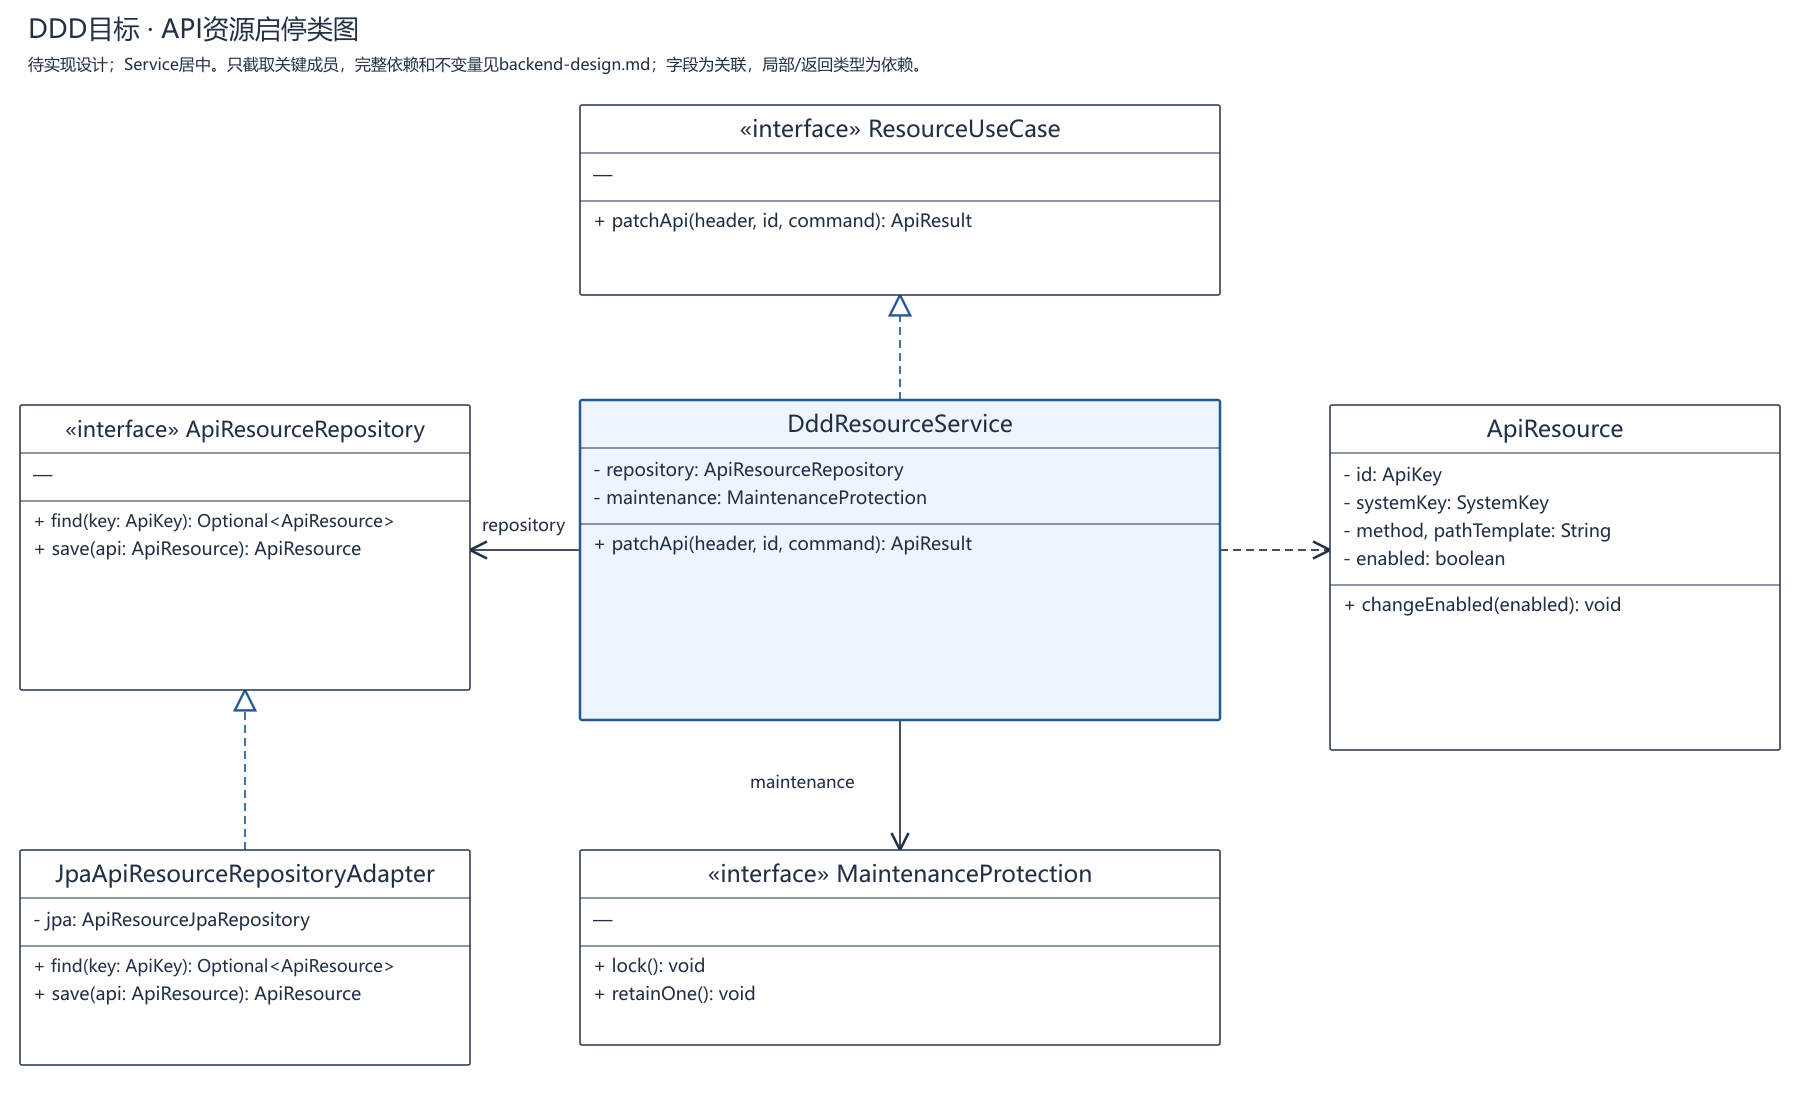 DDD目标 · API资源启停类图
待实现设计；Service居中。只截取关键成员，完整依赖和不变量见backend-design.md；字段为关联，局部/返回类型为依赖。
«interface» ResourceUseCase
—
+ patchApi(header, id, command): ApiResult
«interface» ApiResourceRepository
—
+ find(key: ApiKey): Optional<ApiResource>
+ save(api: ApiResource): ApiResource
repository
DddResourceService
- repository: ApiResourceRepository
- maintenance: MaintenanceProtection
+ patchApi(header, id, command): ApiResult
ApiResource
- id: ApiKey
- systemKey: SystemKey
- method, pathTemplate: String
- enabled: boolean
+ changeEnabled(enabled): void
maintenance
JpaApiResourceRepositoryAdapter
- jpa: ApiResourceJpaRepository
+ find(key: ApiKey): Optional<ApiResource>
+ save(api: ApiResource): ApiResource
«interface» MaintenanceProtection
—
+ lock(): void
+ retainOne(): void